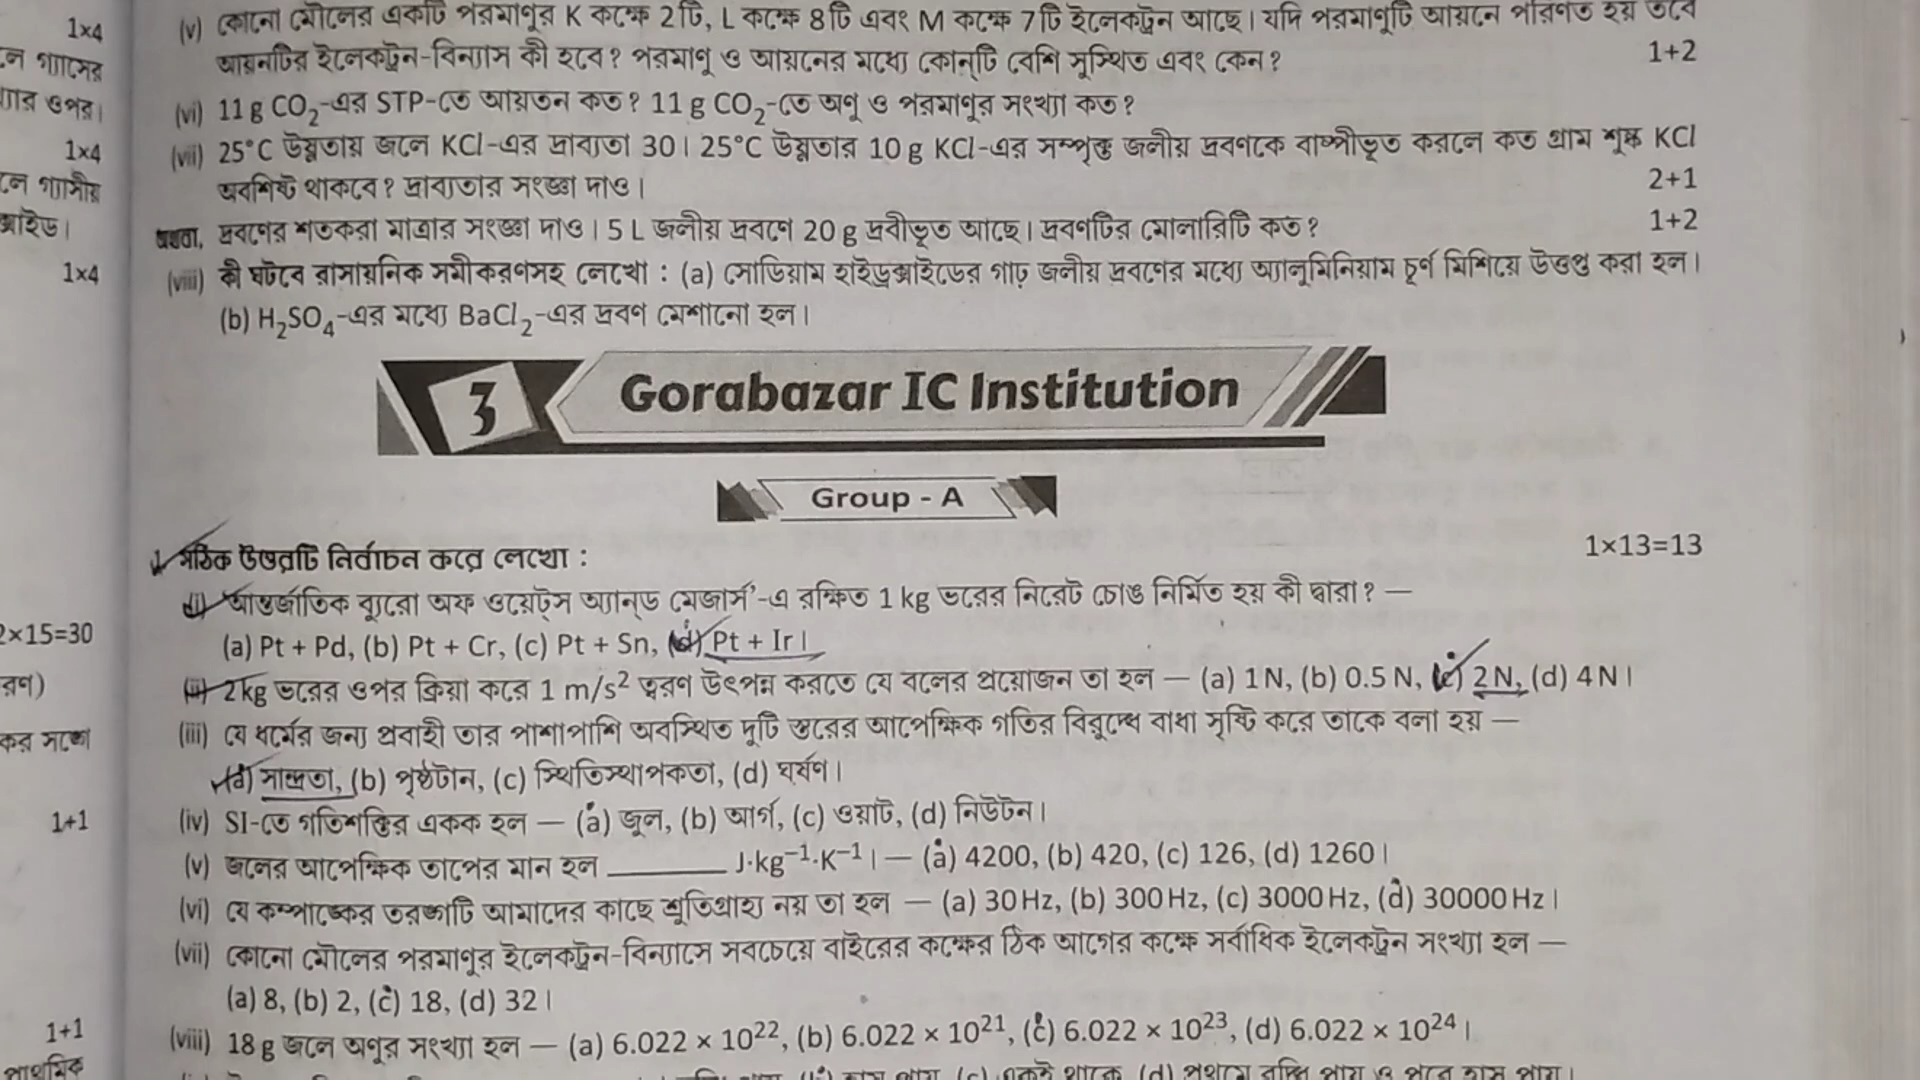 1×4
(v) কোনো মৌলের একটি পরমাণুর K কক্ষে 2টি, L কক্ষে 8টি এবং M কক্ষে 7টি ইলেকট্রন আছে। যদি পরমাণুটি আয়নে পরিণত হয় তবে
আয়নটির ইলেকট্রন-বিন্যাস কী হবে? পরমাণু ও আয়নের মধ্যে কোন্‌টি বেশি সুস্থিত এবং কেন? 1+2
গ্যাসের
ওপর।
(vi) 11 g CO₂-এর STP-তে আয়তন কত? 11 g CO₂-তে অণু ও পরমাণুর সংখ্যা কত?
1×4
(vii) 25°C উষ্ণতায় জলে KCl-এর দ্রাব্যতা 30। 25°C উষ্ণতার 10 g KCl-এর সম্পৃক্ত জলীয় দ্রবণকে বাষ্পীভূত করলে কত গ্রাম শুষ্ক KCl
অবশিষ্ট থাকবে? দ্রাব্যতার সংজ্ঞা দাও। 2+1
গ্যাসীয়
অথবা, দ্রবণের শতকরা মাত্রার সংজ্ঞা দাও। 5 L জলীয় দ্রবণে 20 g দ্রবীভূত আছে। দ্রবণটির মোলারিটি কত? 1+2
1×4
(viii) কী ঘটবে রাসায়নিক সমীকরণসহ লেখো : (a) সোডিয়াম হাইড্রক্সাইডের গাঢ় জলীয় দ্রবণের মধ্যে অ্যালুমিনিয়াম চূর্ণ মিশিয়ে উত্তপ্ত করা হল।
(b) H₂SO₄-এর মধ্যে BaCl₂-এর দ্রবণ মেশানো হল।
3 Gorabazar IC Institution
Group - A
1. সঠিক উত্তরটি নির্বাচন করে লেখো : 1×13=13
(i) 'আন্তর্জাতিক ব্যুরো অফ ওয়েট্‌স অ্যান্‌ড মেজার্স'-এ রক্ষিত 1 kg ভরের নিরেট চোঙ নির্মিত হয় কী দ্বারা? —
(a) Pt + Pd, (b) Pt + Cr, (c) Pt + Sn, (d) Pt + Ir।
2×15=30
(ii) 2 kg ভরের ওপর ক্রিয়া করে 1 m/s² ত্বরণ উৎপন্ন করতে যে বলের প্রয়োজন তা হল — (a) 1 N, (b) 0.5 N, (c) 2 N, (d) 4 N।
(iii) যে ধর্মের জন্য প্রবাহী তার পাশাপাশি অবস্থিত দুটি স্তরের আপেক্ষিক গতির বিরুদ্ধে বাধা সৃষ্টি করে তাকে বলা হয় —
(a) সান্দ্রতা, (b) পৃষ্ঠটান, (c) স্থিতিস্থাপকতা, (d) ঘর্ষণ।
1+1
(iv) SI-তে গতিশক্তির একক হল — (a) জুল, (b) আর্গ, (c) ওয়াট, (d) নিউটন।
(v) জলের আপেক্ষিক তাপের মান হল ________ J·kg⁻¹·K⁻¹। — (a) 4200, (b) 420, (c) 126, (d) 1260।
(vi) যে কম্পাঙ্কের তরঙ্গটি আমাদের কাছে শ্রুতিগ্রাহ্য নয় তা হল — (a) 30 Hz, (b) 300 Hz, (c) 3000 Hz, (d) 30000 Hz।
(vii) কোনো মৌলের পরমাণুর ইলেকট্রন-বিন্যাসে সবচেয়ে বাইরের কক্ষের ঠিক আগের কক্ষে সর্বাধিক ইলেকট্রন সংখ্যা হল —
(a) 8, (b) 2, (c) 18, (d) 32।
1+1
(viii) 18 g জলে অণুর সংখ্যা হল — (a) 6.022 × 10²², (b) 6.022 × 10²¹, (c) 6.022 × 10²³, (d) 6.022 × 10²⁴।